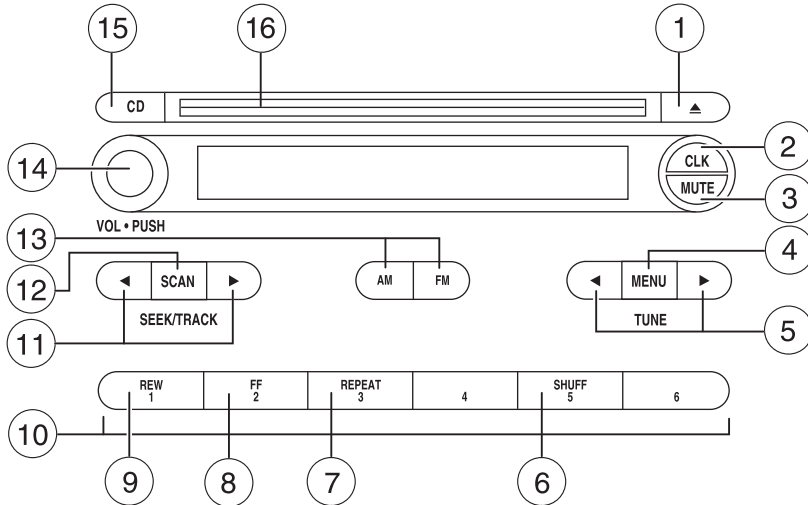 15
16
1
CD
14
CLK
2
MUTE
3
VOL • PUSH
13
4
12
SCAN
AM
FM
MENU
11
SEEK/TRACK
TUNE
5
REW
FF
REPEAT
SHUFF
1
2
3
4
5
6
10
9
8
7
6